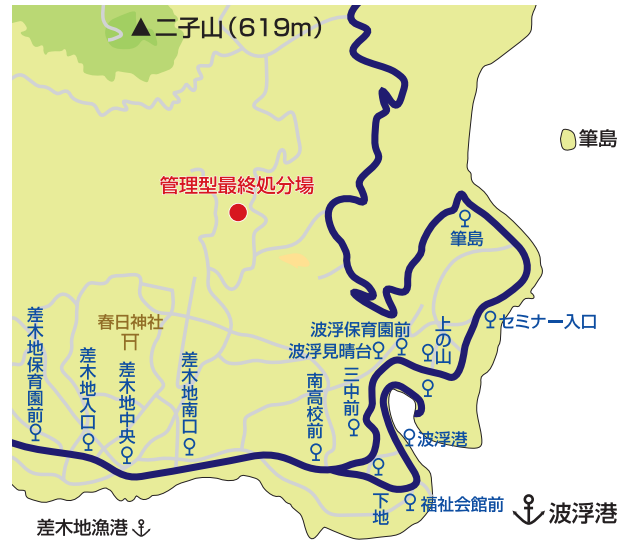 ▲二子山(619m)
筆島
管理型最終処分場
筆島
セミナー入口
春日神社
波浮保育園前
上の山
波浮見晴台
差木地保育園前
差木地入口
差木地中央
差木地南口
南高校前
三中前
波浮港
下地
福祉会館前
波浮港
差木地漁港